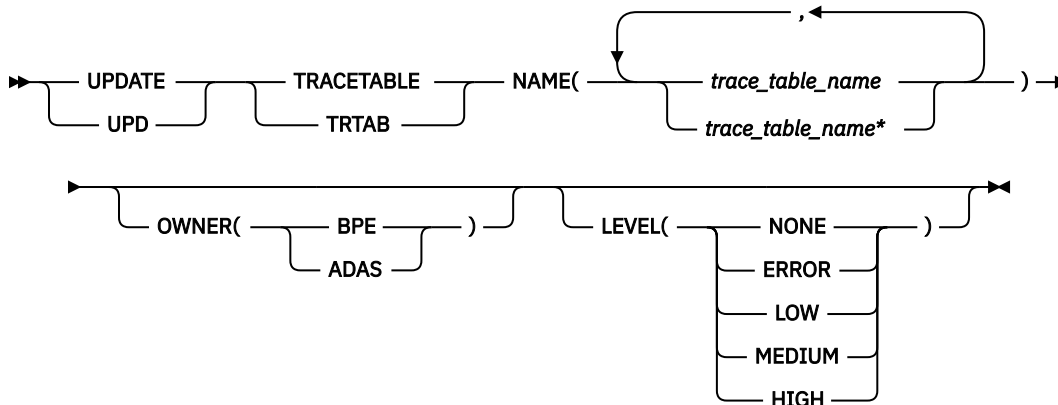 ,
UPDATE TRACETABLE NAME( trace_table_name )
UPD TRTAB trace_table_name*
OWNER( BPE ) LEVEL( NONE )
ADAS ERROR
LOW
MEDIUM
HIGH